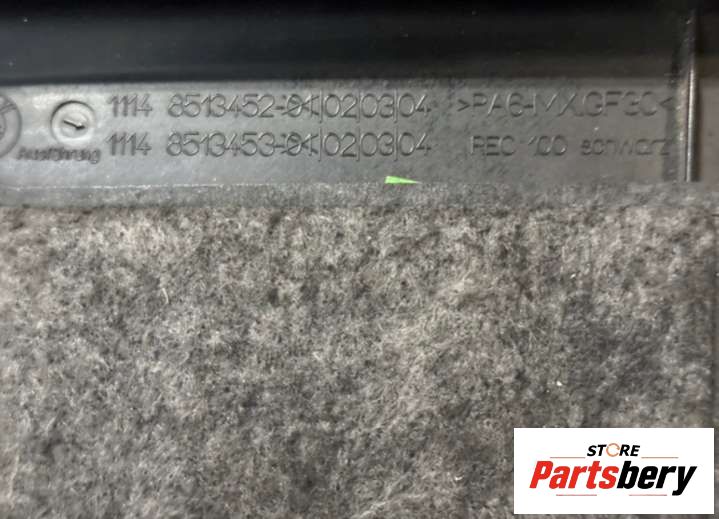 1114 8513452-01|02|03|04 >PA6-MX.GF30<
Ausführung 1114 8513453-01|02|03|04 REC 100 schwarz
STORE
Partsbery